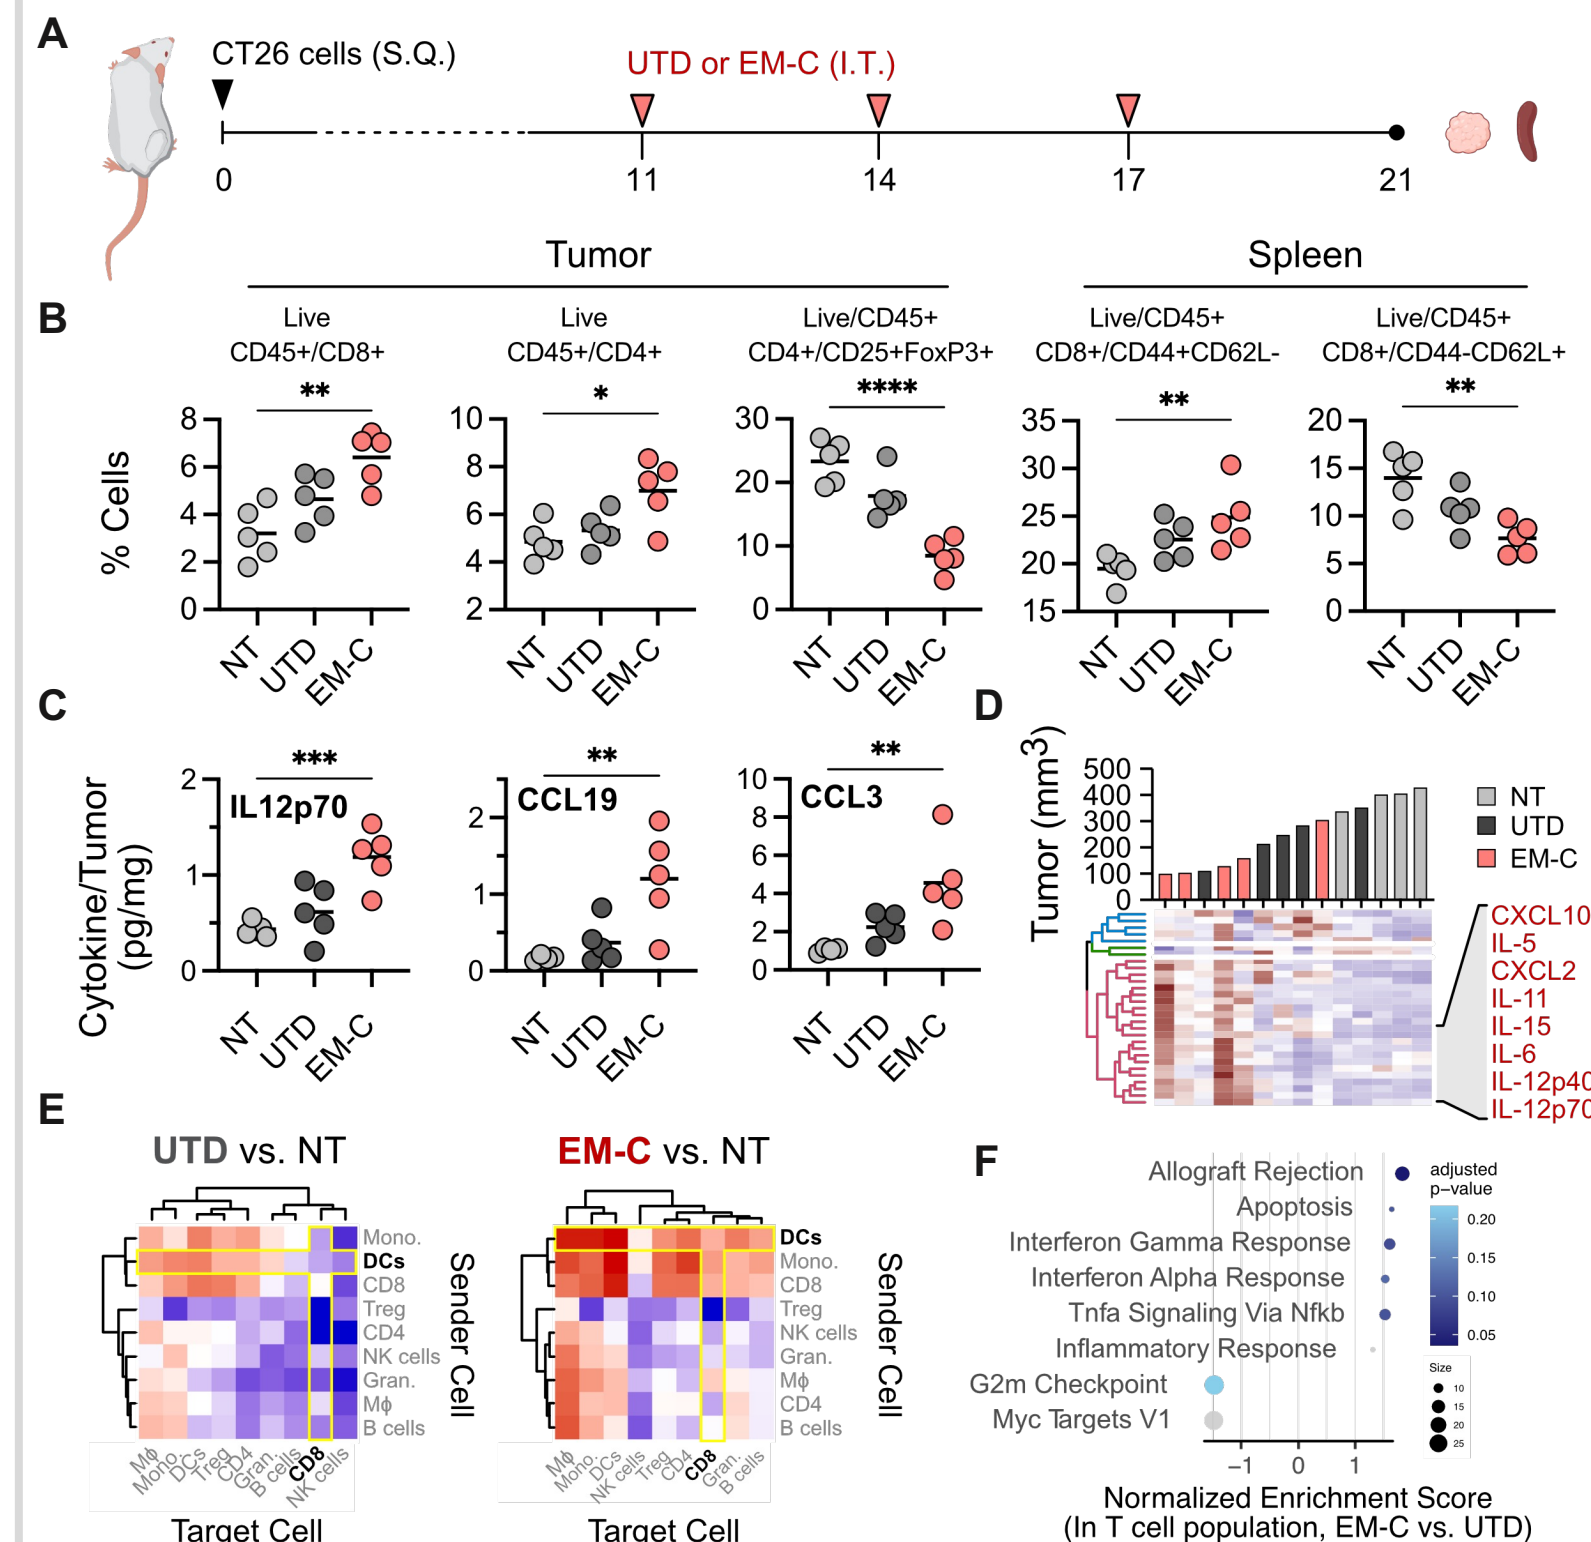 A
CT26 cells (S.Q.)
UTD or EM-C (I.T.)
0 11 14 17 21
Tumor Spleen
B
Live
CD45+/CD8+
Live
CD45+/CD4+
Live/CD45+
CD4+/CD25+FoxP3+
Live/CD45+
CD8+/CD44+CD62L-
Live/CD45+
CD8+/CD44-CD62L+
% Cells
**
8
6
4
2
0
NT UTD EM-C
*
10
8
6
4
2
NT UTD EM-C
****
30
20
10
0
NT UTD EM-C
**
35
30
25
20
15
NT UTD EM-C
**
20
15
10
5
0
NT UTD EM-C
C
Cytokine/Tumor
(pg/mg)
***
IL12p70
2
1
0
NT UTD EM-C
**
CCL19
2
1
0
NT UTD EM-C
**
CCL3
10
8
6
4
2
0
NT UTD EM-C
D
Tumor (mm3)
500
400
300
200
100
0
NT
UTD
EM-C
CXCL10
IL-5
CXCL2
IL-11
IL-15
IL-6
IL-12p40
IL-12p70
E
UTD vs. NT
Mono.
DCs
CD8
Treg
CD4
NK cells
Gran.
Mϕ
B cells
Sender Cell
Mϕ Mono. DCs Treg CD4 Gran. B cells CD8 NK cells
Target Cell
EM-C vs. NT
DCs
Mono.
CD8
Treg
NK cells
Gran.
Mϕ
CD4
B cells
Sender Cell
Mϕ Mono. DCs NK cells Treg CD4 CD8 Gran. B cells
Target Cell
F
Allograft Rejection
Apoptosis
Interferon Gamma Response
Interferon Alpha Response
Tnfa Signaling Via Nfkb
Inflammatory Response
G2m Checkpoint
Myc Targets V1
−1 0 1
Normalized Enrichment Score
(In T cell population, EM-C vs. UTD)
adjusted
p−value
0.20
0.15
0.10
0.05
Size
10
15
20
25